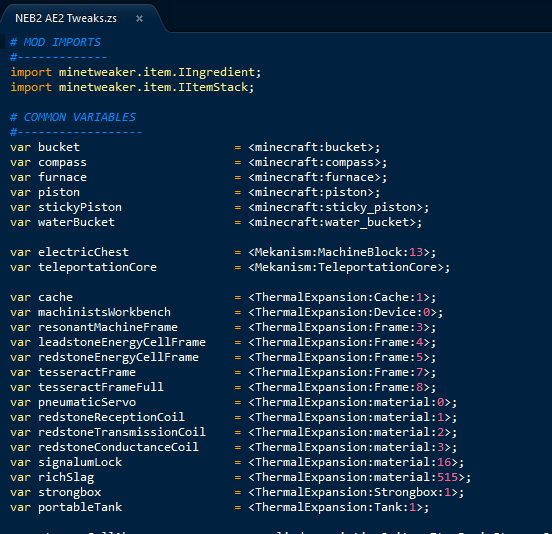 NEB2 AE2 Tweaks.zs ×
# MOD IMPORTS
#-------------
import minetweaker.item.IIngredient;
import minetweaker.item.IItemStack;
# COMMON VARIABLES
#------------------
var bucket = <minecraft:bucket>;
var compass = <minecraft:compass>;
var furnace = <minecraft:furnace>;
var piston = <minecraft:piston>;
var stickyPiston = <minecraft:sticky_piston>;
var waterBucket = <minecraft:water_bucket>;
var electricChest = <Mekanism:MachineBlock:13>;
var teleportationCore = <Mekanism:TeleportationCore>;
var cache = <ThermalExpansion:Cache:1>;
var machinistsWorkbench = <ThermalExpansion:Device:0>;
var resonantMachineFrame = <ThermalExpansion:Frame:3>;
var leadstoneEnergyCellFrame = <ThermalExpansion:Frame:4>;
var redstoneEnergyCellFrame = <ThermalExpansion:Frame:5>;
var tesseractFrame = <ThermalExpansion:Frame:7>;
var tesseractFrameFull = <ThermalExpansion:Frame:8>;
var pneumaticServo = <ThermalExpansion:material:0>;
var redstoneReceptionCoil = <ThermalExpansion:material:1>;
var redstoneTransmissionCoil = <ThermalExpansion:material:2>;
var redstoneConductanceCoil = <ThermalExpansion:material:3>;
var signalumLock = <ThermalExpansion:material:16>;
var richSlag = <ThermalExpansion:material:515>;
var strongbox = <ThermalExpansion:Strongbox:1>;
var portableTank = <ThermalExpansion:Tank:1>;